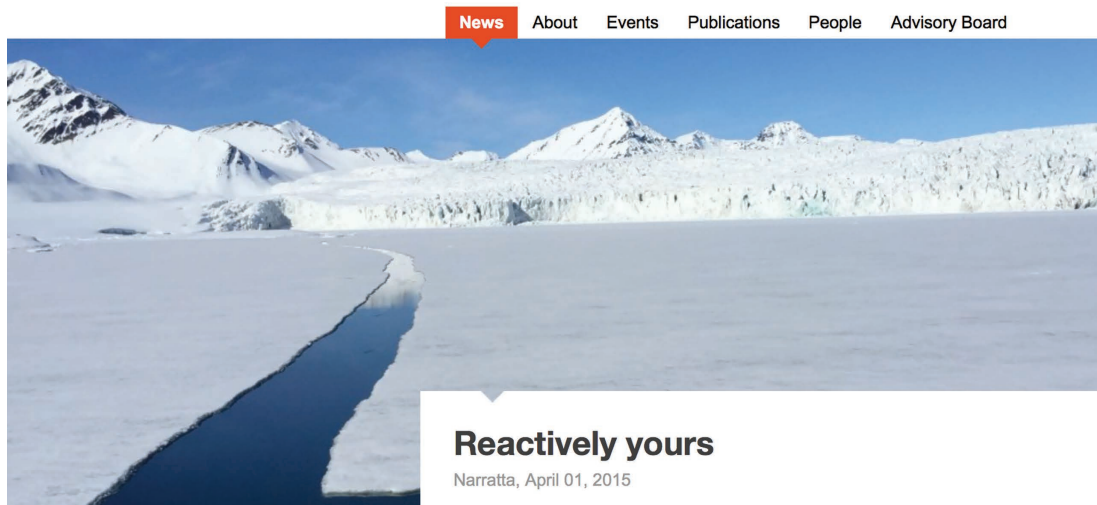 News About Events Publications People Advisory Board
Reactively yours
Narratta, April 01, 2015